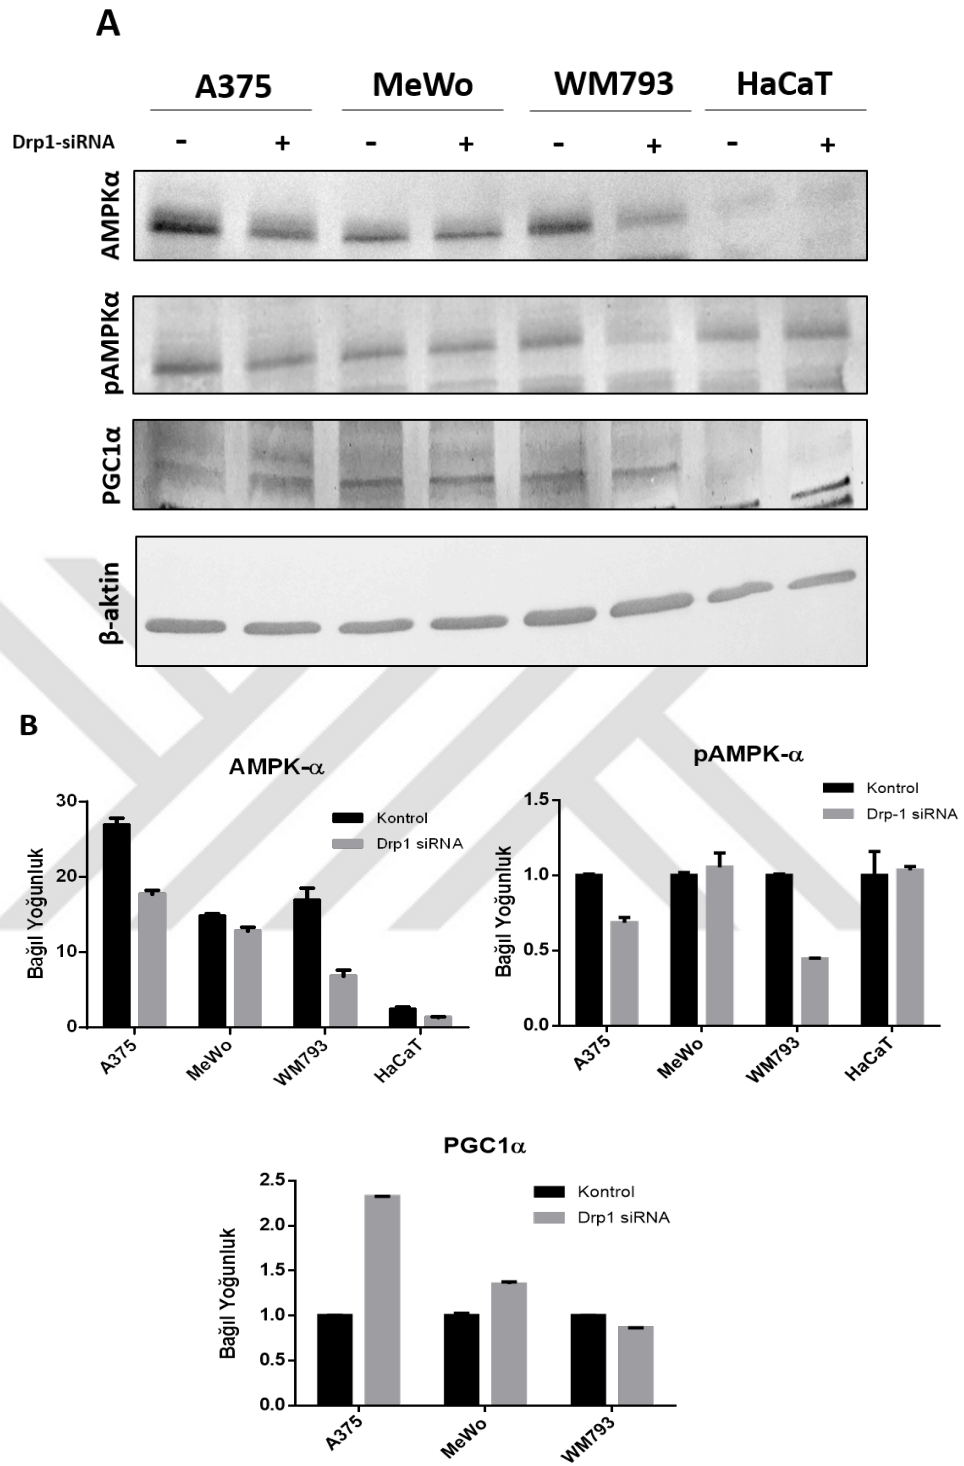 A
A375 MeWo WM793 HaCaT
Drp1-siRNA - + - + - + - +
AMPKα
pAMPKα
PGC1α
β-aktin
B
AMPK-α
Kontrol
Drp1 siRNA
Bağıl Yoğunluk
30
20
10
0
A375 MeWo WM793 HaCaT
pAMPK-α
Kontrol
Drp-1 siRNA
Bağıl Yoğunluk
1.5
1.0
0.5
0.0
A375 MeWo WM793 HaCaT
PGC1α
Kontrol
Drp1 siRNA
Bağıl Yoğunluk
2.5
2.0
1.5
1.0
0.5
0.0
A375 MeWo WM793